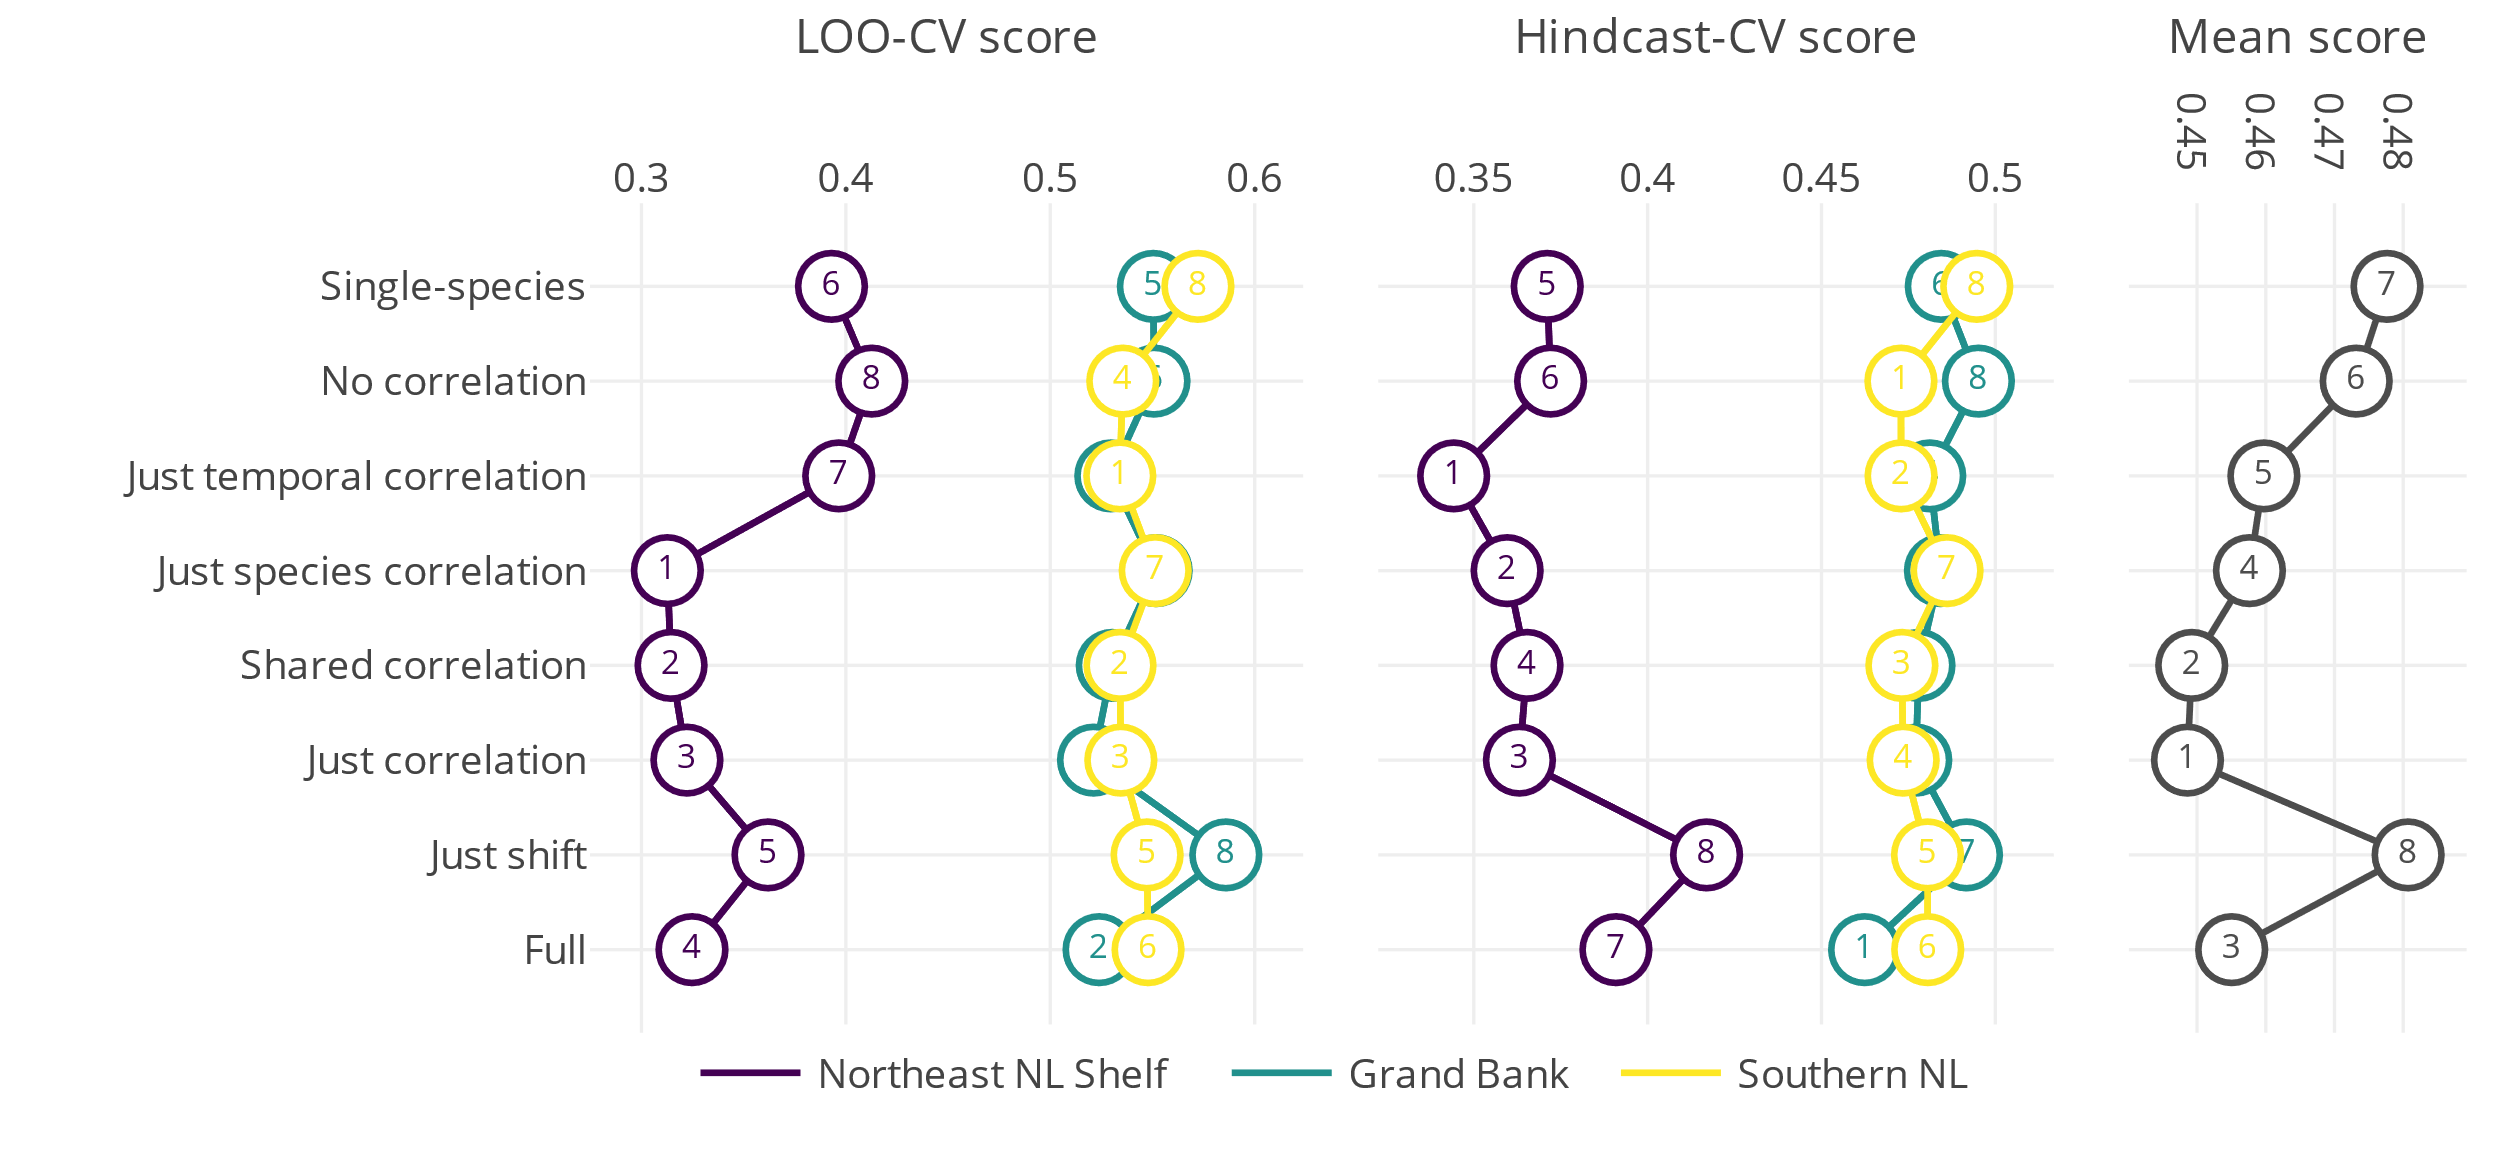 LOO-CV score Hindcast-CV score Mean score
0.3 0.4 0.5 0.6 0.35 0.4 0.45 0.5 0.45 0.46 0.47 0.48
Single-species 6 5 8 5 6 8 7
No correlation 8 4 6 1 8 6
Just temporal correlation 7 1 1 2 5
Just species correlation 1 7 2 7 4
Shared correlation 2 2 4 3 2
Just correlation 3 3 3 4 1
Just shift 5 5 8 8 5 7 8
Full 4 2 6 7 1 6 3
Northeast NL Shelf Grand Bank Southern NL